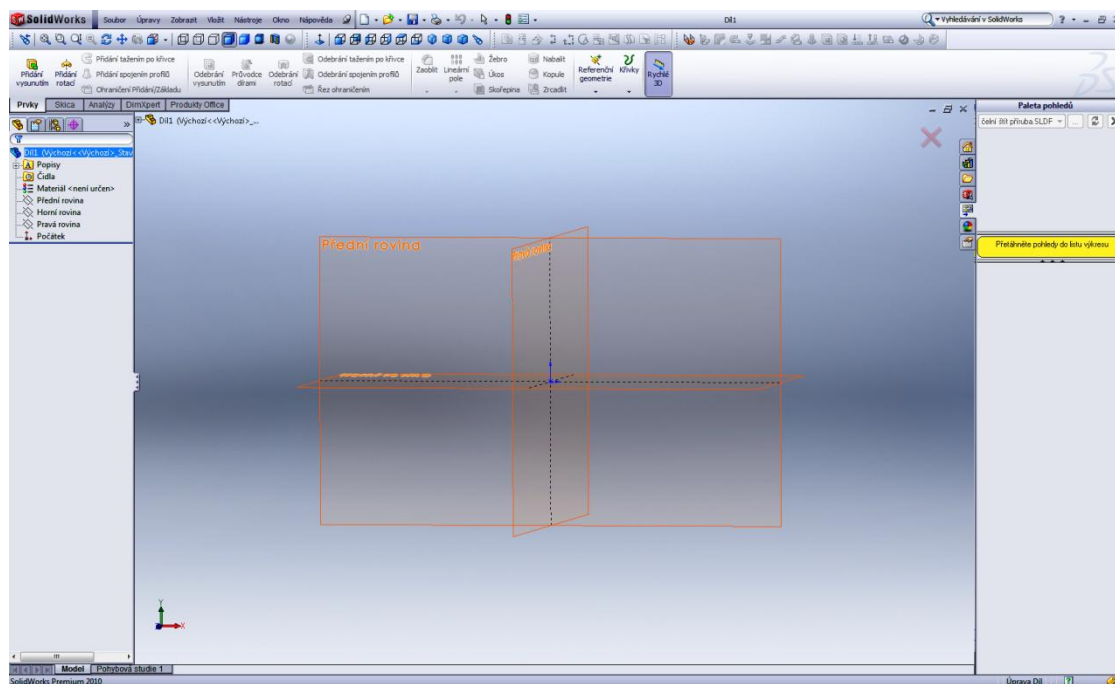 SolidWorks Soubor Úpravy Zobrazit Vložit Nástroje Okno Nápověda Díl1 Vyhledávání v SolidWorks
Přidání vysunutím
Přidání rotací
Přidání tažením po křivce
Přidání spojením profilů
Ohraničení Přidání/Základu
Odebrání vysunutím
Průvodce dírami
Odebrání rotací
Odebrání tažením po křivce
Odebrání spojením profilů
Řez ohraničením
Zaoblit
Lineární pole
Žebro
Úkos
Skořepina
Nabalit
Kopule
Zrcadlit
Referenční geometrie
Křivky
Rychlé 3D
Prvky Skica Analýzy DimXpert Produkty Office
Paleta pohledů
čelní štít příruba SLDF
Díl1 (Výchozí<<Výchozí>_...
Díl1 (Výchozí<<Výchozí>_Stav
Popisy
Čidla
Materiál <není určen>
Přední rovina
Horní rovina
Pravá rovina
Počátek
Přední rovina
Přetáhněte pohledy do listu výkresu
Y
X
Model Pohybová studie 1
SolidWorks Premium 2010 Úprava Díl